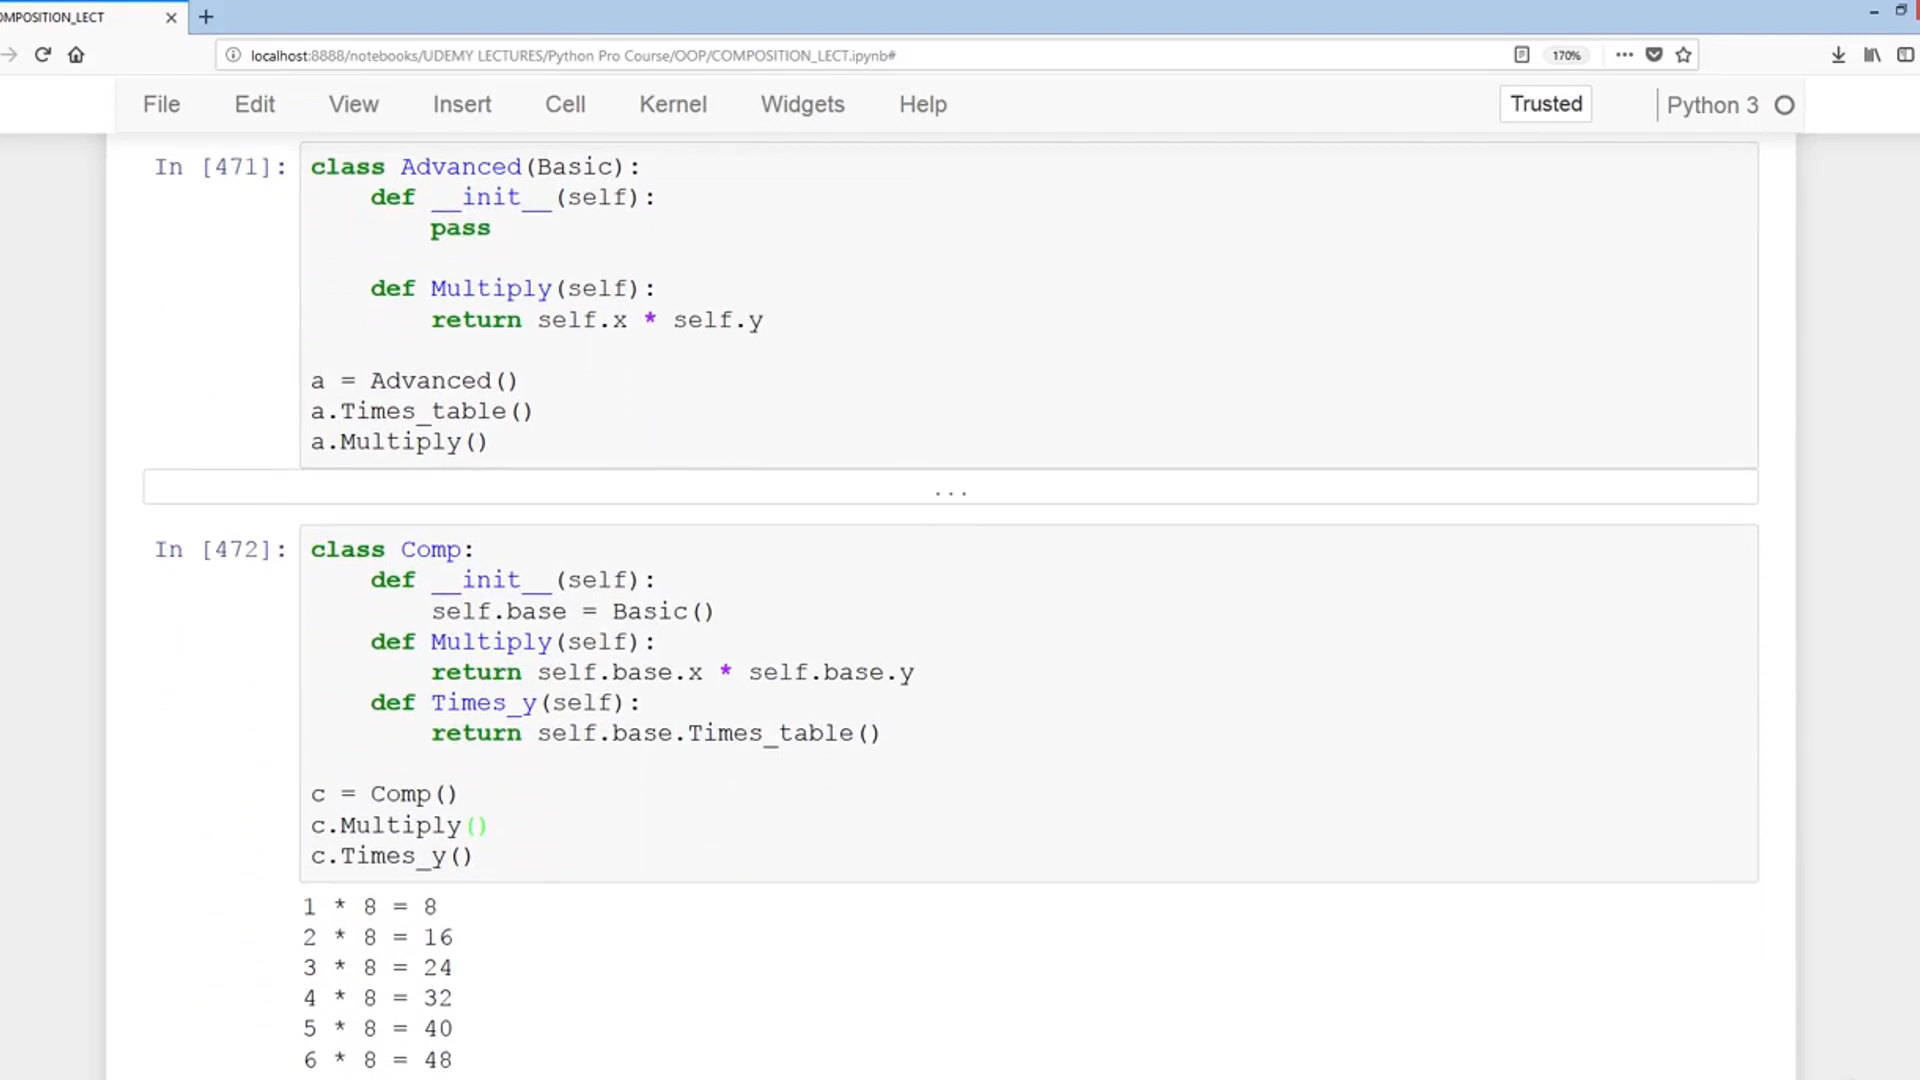 OMPOSITION_LECT
localhost:8888/notebooks/UDEMY LECTURES/Python Pro Course/OOP/COMPOSITION_LECT.ipynb#
170%
File Edit View Insert Cell Kernel Widgets Help
Trusted
Python 3
In [471]:
class Advanced(Basic):
    def __init__(self):
        pass
    def Multiply(self):
        return self.x * self.y
a = Advanced()
a.Times_table()
a.Multiply()
...
In [472]:
class Comp:
    def __init__(self):
        self.base = Basic()
    def Multiply(self):
        return self.base.x * self.base.y
    def Times_y(self):
        return self.base.Times_table()
c = Comp()
c.Multiply()
c.Times_y()
1 * 8 = 8
2 * 8 = 16
3 * 8 = 24
4 * 8 = 32
5 * 8 = 40
6 * 8 = 48